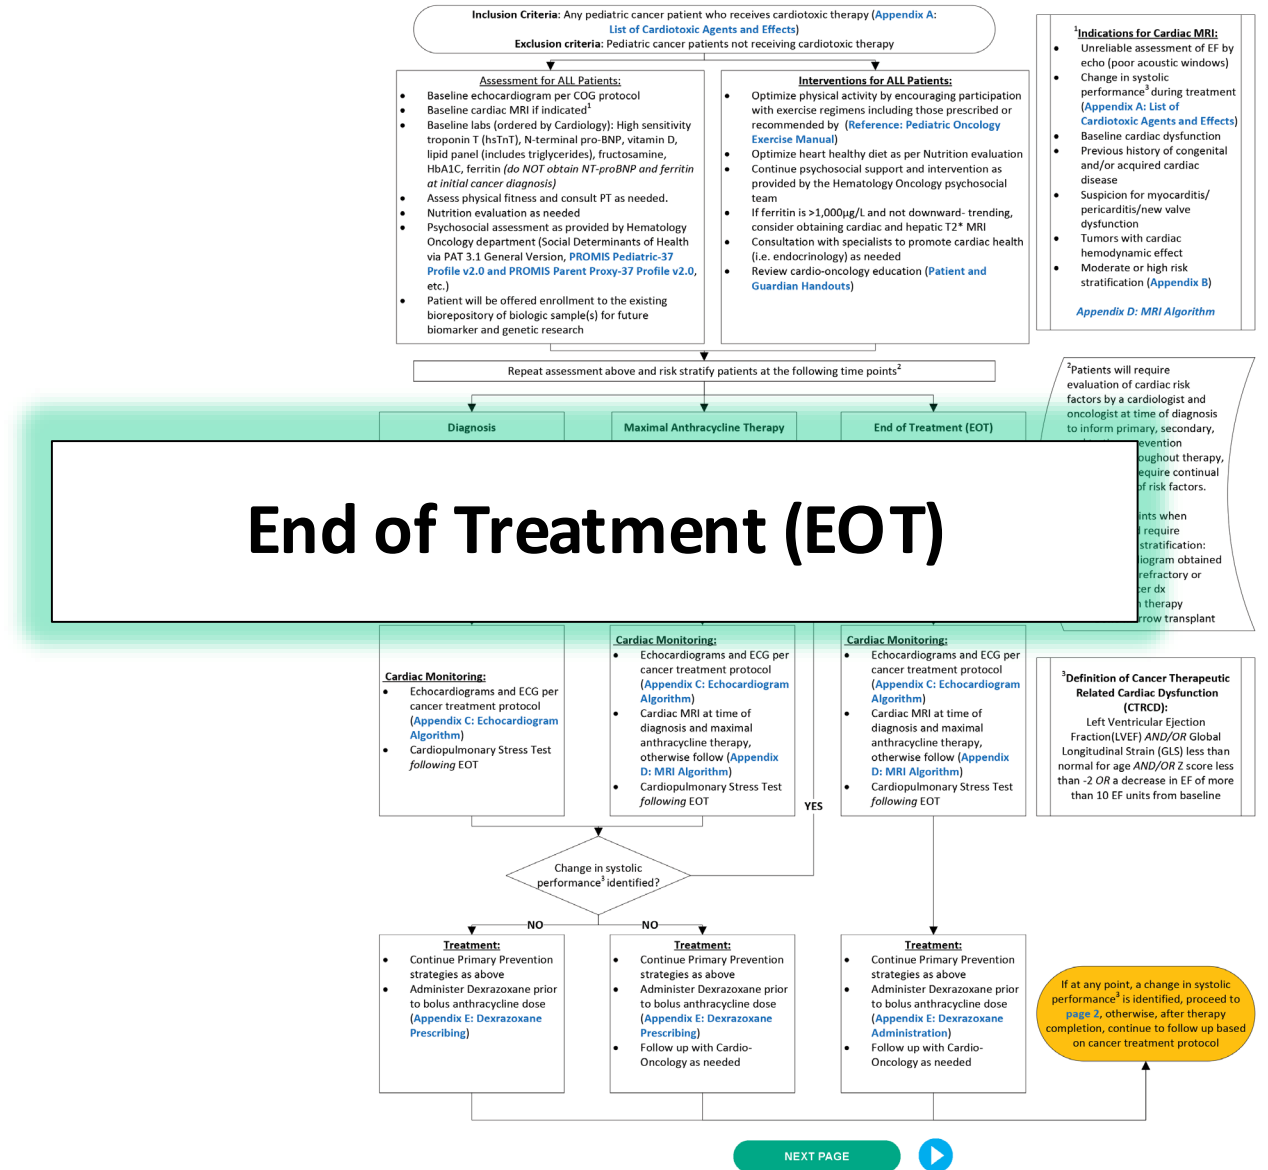 Inclusion Criteria: Any pediatric cancer patient who receives cardiotoxic therapy (Appendix A:
List of Cardiotoxic Agents and Effects)
Exclusion criteria: Pediatric cancer patients not receiving cardiotoxic therapy
Assessment for ALL Patients:
• Baseline echocardiogram per COG protocol
• Baseline cardiac MRI if indicated1
• Baseline labs (ordered by Cardiology): High sensitivity
troponin T (hsTnT), N-terminal pro-BNP, vitamin D,
lipid panel (includes triglycerides), fructosamine,
HbA1C, ferritin (do NOT obtain NT-proBNP and ferritin
at initial cancer diagnosis)
• Assess physical fitness and consult PT as needed.
• Nutrition evaluation as needed
• Psychosocial assessment as provided by Hematology
Oncology department (Social Determinants of Health
via PAT 3.1 General Version, PROMIS Pediatric-37
Profile v2.0 and PROMIS Parent Proxy-37 Profile v2.0,
etc.)
• Patient will be offered enrollment to the existing
biorepository of biologic sample(s) for future
biomarker and genetic research
Interventions for ALL Patients:
• Optimize physical activity by encouraging participation
with exercise regimens including those prescribed or
recommended by (Reference: Pediatric Oncology
Exercise Manual)
• Optimize heart healthy diet as per Nutrition evaluation
• Continue psychosocial support and intervention as
provided by the Hematology Oncology psychosocial
team
• If ferritin is >1,000µg/L and not downward- trending,
consider obtaining cardiac and hepatic T2* MRI
• Consultation with specialists to promote cardiac health
(i.e. endocrinology) as needed
• Review cardio-oncology education (Patient and
Guardian Handouts)
1Indications for Cardiac MRI:
• Unreliable assessment of EF by
echo (poor acoustic windows)
• Change in systolic
performance3 during treatment
(Appendix A: List of
Cardiotoxic Agents and Effects)
• Baseline cardiac dysfunction
• Previous history of congenital
and/or acquired cardiac
disease
• Suspicion for myocarditis/
pericarditis/new valve
dysfunction
• Tumors with cardiac
hemodynamic effect
• Moderate or high risk
stratification (Appendix B)
Appendix D: MRI Algorithm
Repeat assessment above and risk stratify patients at the following time points2
2Patients will require
evaluation of cardiac risk
factors by a cardiologist and
oncologist at time of diagnosis
to inform primary, secondary,
oughout therapy,
equire continual
of risk factors.
ints when
require
stratification:
iogram obtained
refractory or
er dx
therapy
rrow transplant
Diagnosis
Maximal Anthracycline Therapy
End of Treatment (EOT)
End of Treatment (EOT)
Cardiac Monitoring:
• Echocardiograms and ECG per
cancer treatment protocol
(Appendix C: Echocardiogram
Algorithm)
• Cardiopulmonary Stress Test
following EOT
Cardiac Monitoring:
• Echocardiograms and ECG per
cancer treatment protocol
(Appendix C: Echocardiogram
Algorithm)
• Cardiac MRI at time of
diagnosis and maximal
anthracycline therapy,
otherwise follow (Appendix
D: MRI Algorithm)
• Cardiopulmonary Stress Test
following EOT
Cardiac Monitoring:
• Echocardiograms and ECG per
cancer treatment protocol
(Appendix C: Echocardiogram
Algorithm)
• Cardiac MRI at time of
diagnosis and maximal
anthracycline therapy,
otherwise follow (Appendix
D: MRI Algorithm)
• Cardiopulmonary Stress Test
following EOT
3Definition of Cancer Therapeutic
Related Cardiac Dysfunction
(CTRCD):
Left Ventricular Ejection
Fraction(LVEF) AND/OR Global
Longitudinal Strain (GLS) less than
normal for age AND/OR Z score less
than -2 OR a decrease in EF of more
than 10 EF units from baseline
YES
Change in systolic
performance3 identified?
NO
NO
Treatment:
• Continue Primary Prevention
strategies as above
• Administer Dexrazoxane prior
to bolus anthracycline dose
(Appendix E: Dexrazoxane
Prescribing)
Treatment:
• Continue Primary Prevention
strategies as above
• Administer Dexrazoxane prior
to bolus anthracycline dose
(Appendix E: Dexrazoxane
Prescribing)
• Follow up with Cardio-
Oncology as needed
Treatment:
• Continue Primary Prevention
strategies as above
• Administer Dexrazoxane prior
to bolus anthracycline dose
(Appendix E: Dexrazoxane
Administration)
• Follow up with Cardio-
Oncology as needed
If at any point, a change in systolic
performance3 is identified, proceed to
page 2, otherwise, after therapy
completion, continue to follow up based
on cancer treatment protocol
NEXT PAGE